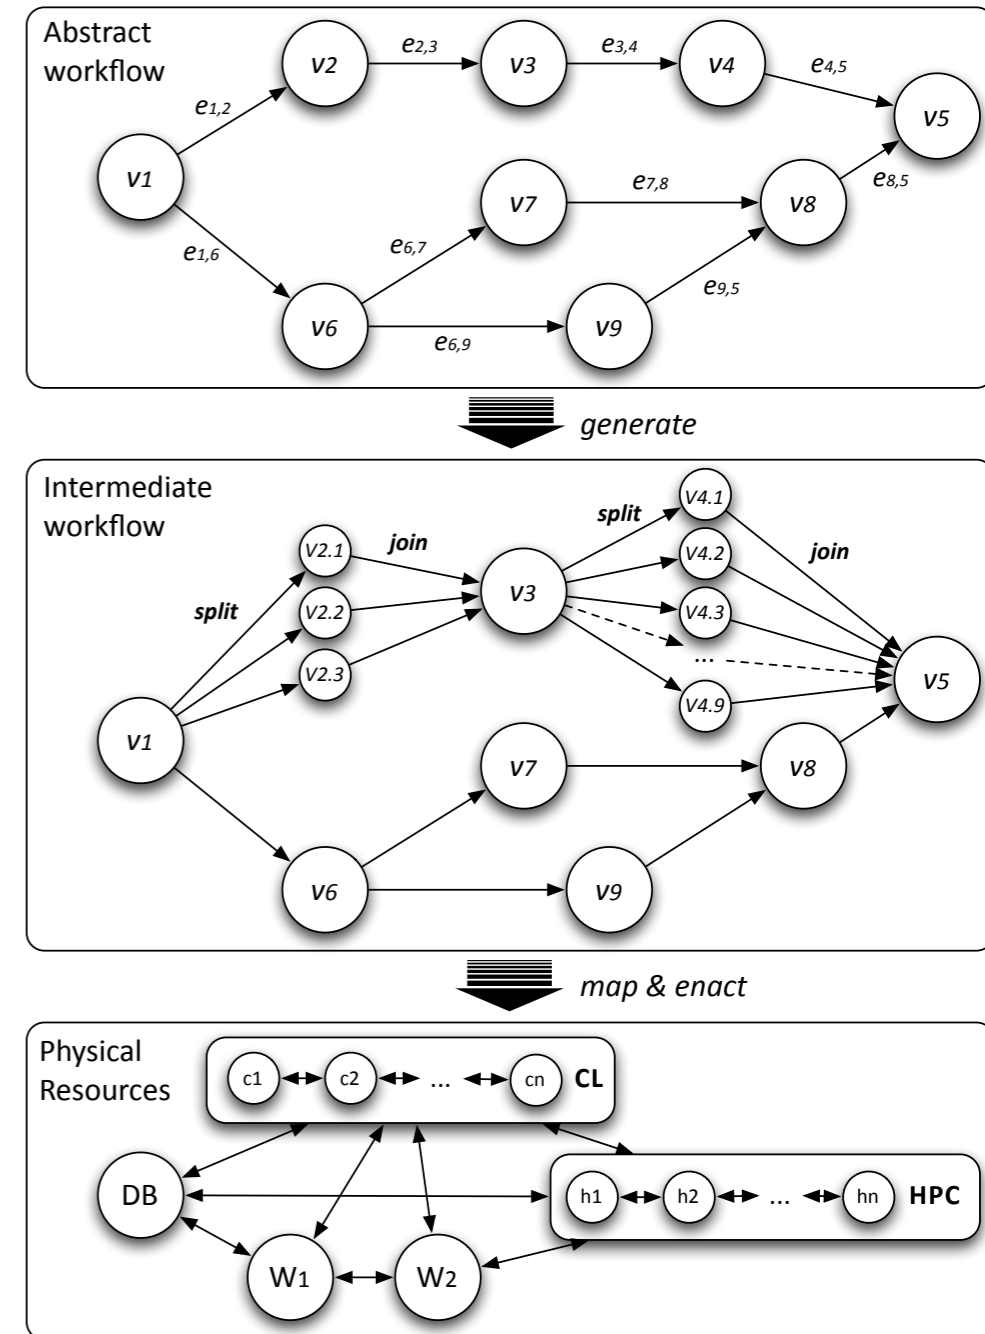 Abstract
workflow
v1
v2
v3
v4
v5
v6
v7
v8
v9
e1,2
e2,3
e3,4
e4,5
e1,6
e6,7
e7,8
e8,5
e6,9
e9,5
generate
Intermediate
workflow
split
join
split
join
v1
V2.1
V2.2
V2.3
v3
V4.1
V4.2
V4.3
...
V4.9
v5
v6
v7
v8
v9
map & enact
Physical
Resources
c1
c2
...
cn
CL
DB
h1
h2
...
hn
HPC
W1
W2